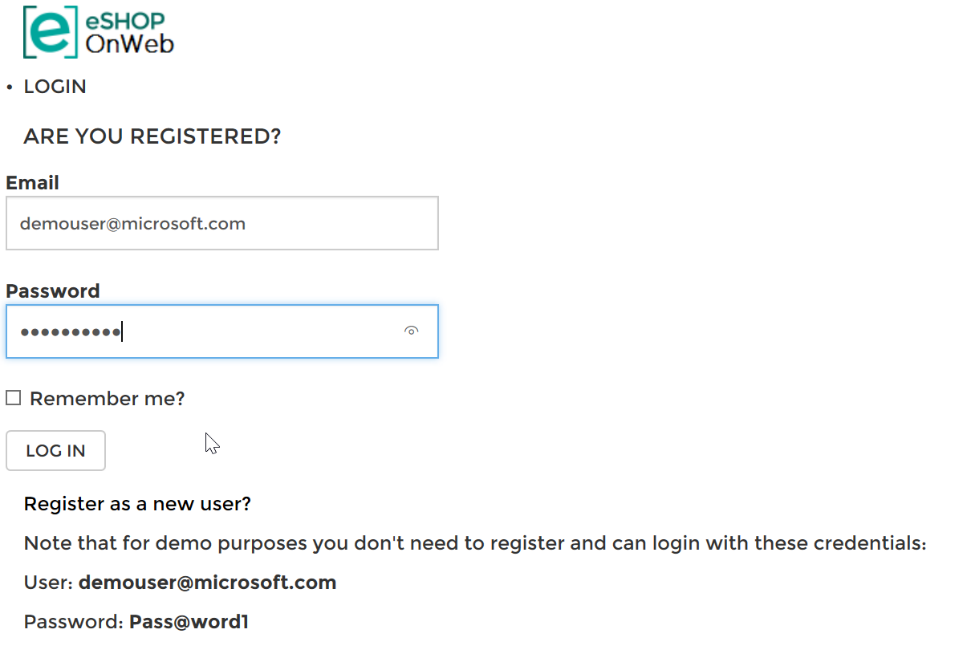 eSHOP
OnWeb
• LOGIN
ARE YOU REGISTERED?
Email
demouser@microsoft.com
Password
••••••••••
Remember me?
LOG IN
Register as a new user?
Note that for demo purposes you don't need to register and can login with these credentials:
User: demouser@microsoft.com
Password: Pass@word1